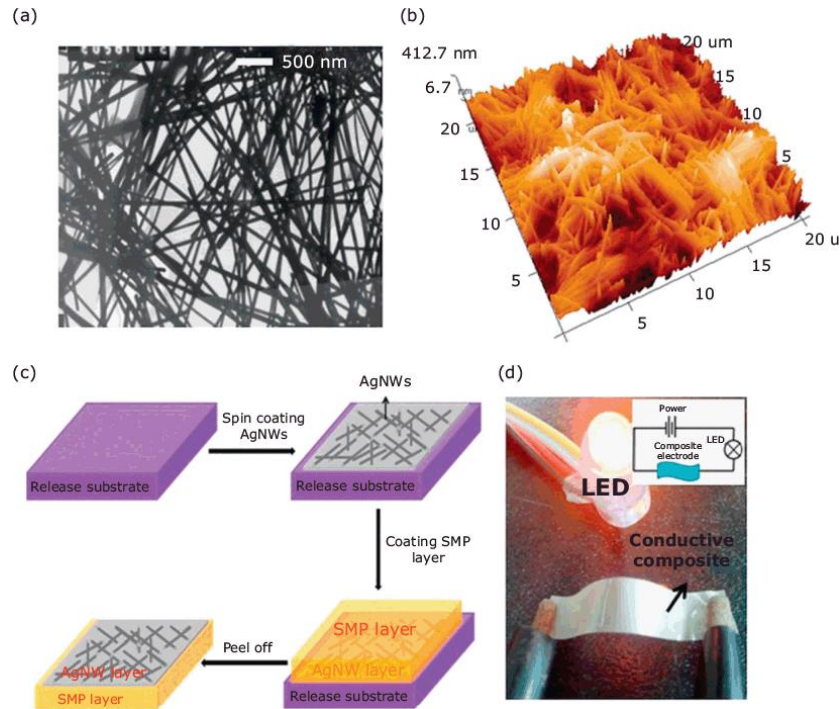 (a)
500 nm
(b)
412.7 nm
6.7
20
15
10
5
5
10
15
20 um
5
10
15
20 um
(c)
AgNWs
Spin coating
AgNWs
Release substrate
Release substrate
Coating SMP
layer
SMP layer
AgNW layer
Release substrate
Peel off
AgNW layer
SMP layer
(d)
Power
LED
Composite
electrode
LED
Conductive
composite